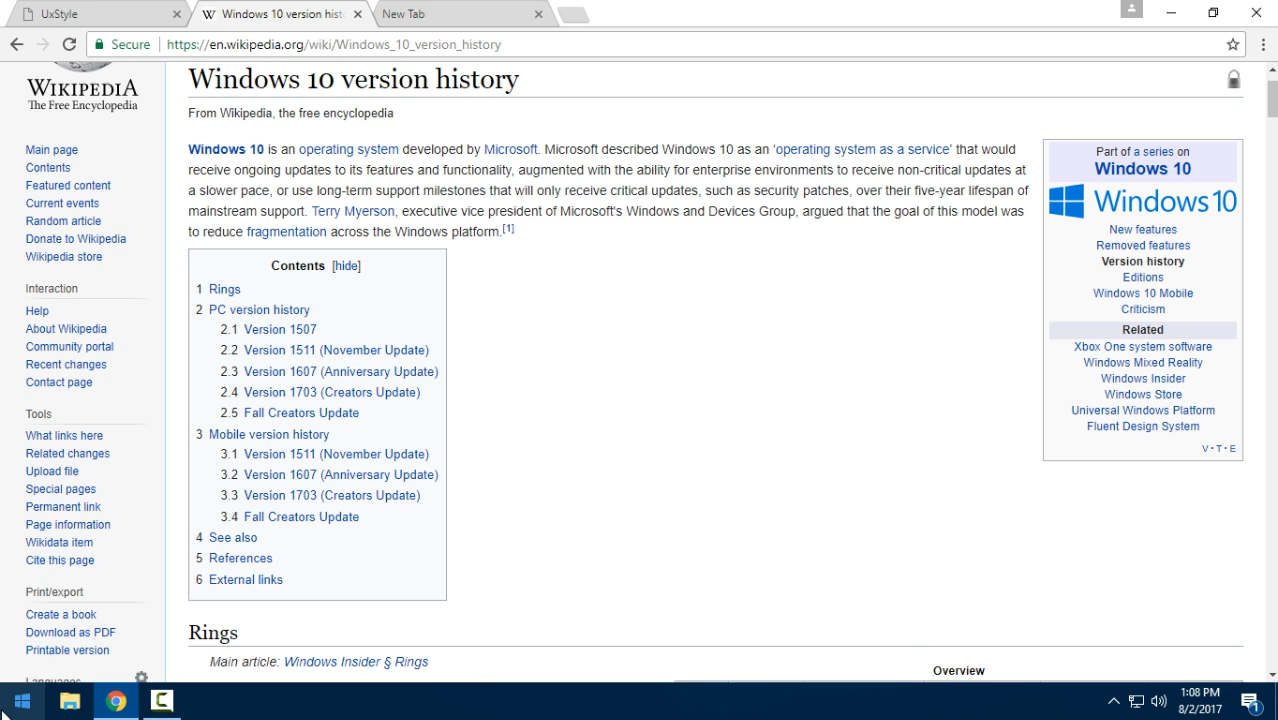 UxStyle
Windows 10 version hist
New Tab
Secure
https://en.wikipedia.org/wiki/Windows_10_version_history
WIKIPEDIA
The Free Encyclopedia
Main page
Contents
Featured content
Current events
Random article
Donate to Wikipedia
Wikipedia store
Interaction
Help
About Wikipedia
Community portal
Recent changes
Contact page
Tools
What links here
Related changes
Upload file
Special pages
Permanent link
Page information
Wikidata item
Cite this page
Print/export
Create a book
Download as PDF
Printable version
Languages
Windows 10 version history
From Wikipedia, the free encyclopedia
Windows 10 is an operating system developed by Microsoft. Microsoft described Windows 10 as an 'operating system as a service' that would
receive ongoing updates to its features and functionality, augmented with the ability for enterprise environments to receive non-critical updates at
a slower pace, or use long-term support milestones that will only receive critical updates, such as security patches, over their five-year lifespan of
mainstream support. Terry Myerson, executive vice president of Microsoft's Windows and Devices Group, argued that the goal of this model was
to reduce fragmentation across the Windows platform.[1]
Contents [hide]
1 Rings
2 PC version history
2.1 Version 1507
2.2 Version 1511 (November Update)
2.3 Version 1607 (Anniversary Update)
2.4 Version 1703 (Creators Update)
2.5 Fall Creators Update
3 Mobile version history
3.1 Version 1511 (November Update)
3.2 Version 1607 (Anniversary Update)
3.3 Version 1703 (Creators Update)
3.4 Fall Creators Update
4 See also
5 References
6 External links
Part of a series on
Windows 10
Windows 10
New features
Removed features
Version history
Editions
Windows 10 Mobile
Criticism
Related
Xbox One system software
Windows Mixed Reality
Windows Insider
Windows Store
Universal Windows Platform
Fluent Design System
V · T · E
Rings
Main article: Windows Insider § Rings
Overview
1:08 PM
8/2/2017
1